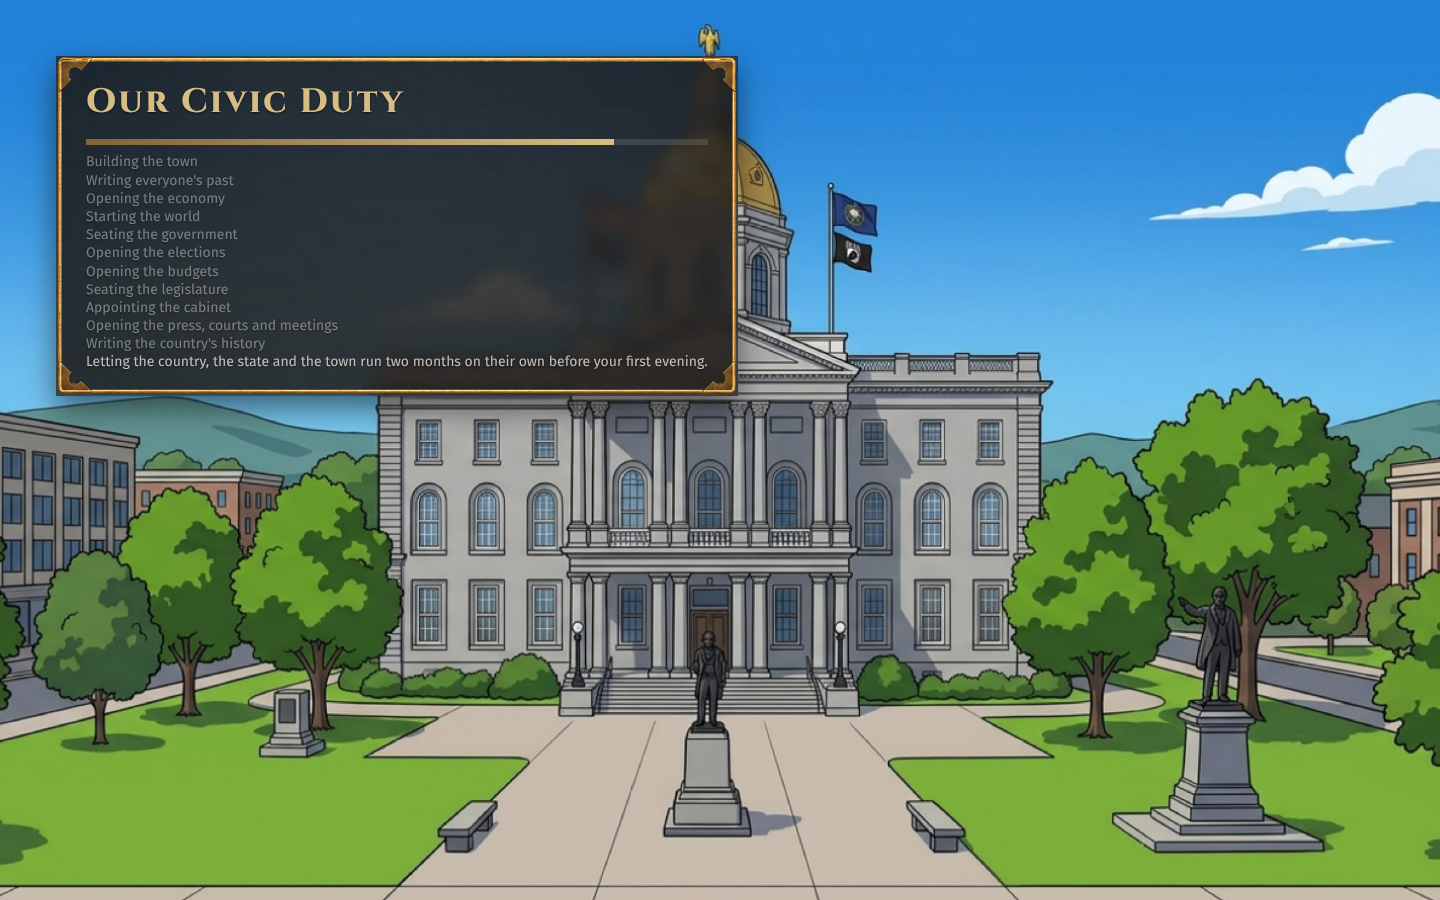 Our Civic Duty
Building the town
Writing everyone's past
Opening the economy
Starting the world
Seating the government
Opening the elections
Opening the budgets
Seating the legislature
Appointing the cabinet
Opening the press, courts and meetings
Writing the country's history
Letting the country, the state and the town run two months on their own before your first evening.